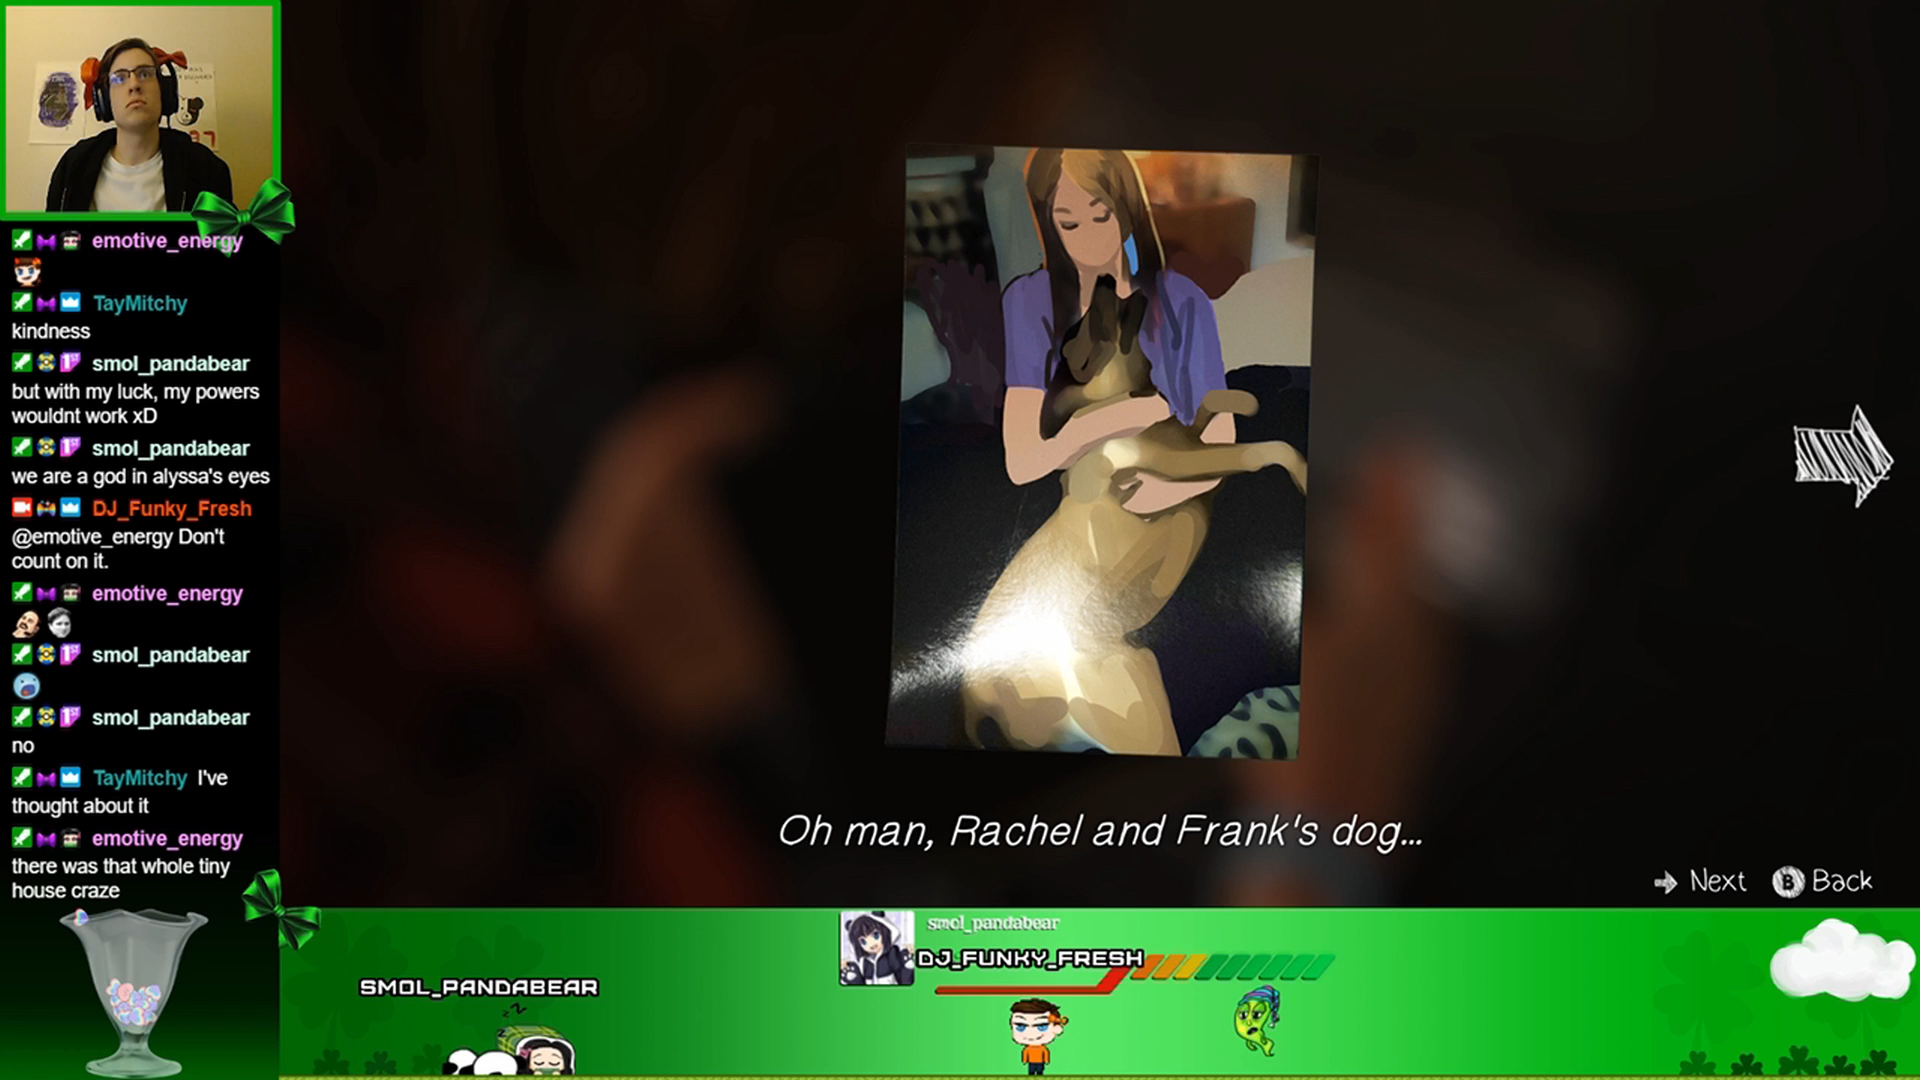 emotive_energy
TayMitchy
kindness
smol_pandabear
but with my luck, my powers
wouldnt work xD
smol_pandabear
we are a god in alyssa's eyes
DJ_Funky_Fresh
@emotive_energy Don't
count on it.
emotive_energy
smol_pandabear
smol_pandabear
no
TayMitchy I've
thought about it
emotive_energy
there was that whole tiny
house craze
Oh man, Rachel and Frank's dog...
Next
B Back
smol_pandabear
DJ_FUNKY_FRESH
SMOL_PANDABEAR
z z